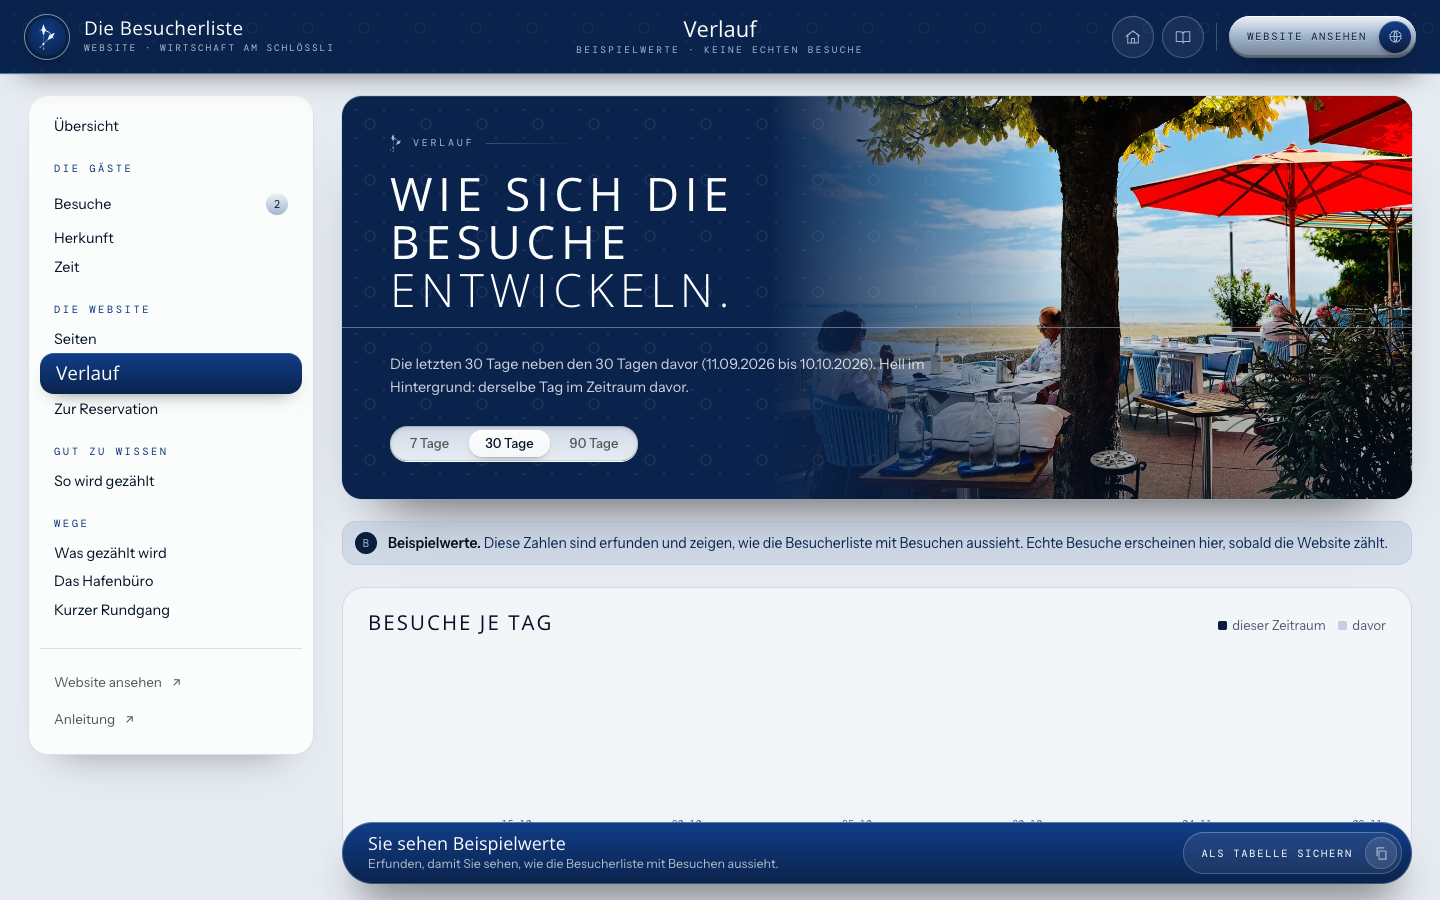 Die Besucherliste
WEBSITE · WIRTSCHAFT AM SCHLÖSSLI
Verlauf
BEISPIELWERTE · KEINE ECHTEN BESUCHE
WEBSITE ANSEHEN
Übersicht
DIE GÄSTE
Besuche 2
Herkunft
Zeit
DIE WEBSITE
Seiten
Verlauf
Zur Reservation
GUT ZU WISSEN
So wird gezählt
WEGE
Was gezählt wird
Das Hafenbüro
Kurzer Rundgang
Website ansehen
Anleitung
VERLAUF
WIE SICH DIE
BESUCHE
ENTWICKELN.
Die letzten 30 Tage neben den 30 Tagen davor (11.09.2026 bis 10.10.2026). Hell im
Hintergrund: derselbe Tag im Zeitraum davor.
7 Tage 30 Tage 90 Tage
B Beispielwerte. Diese Zahlen sind erfunden und zeigen, wie die Besucherliste mit Besuchen aussieht. Echte Besuche erscheinen hier, sobald die Website zählt.
BESUCHE JE TAG
dieser Zeitraum davor
Sie sehen Beispielwerte
Erfunden, damit Sie sehen, wie die Besucherliste mit Besuchen aussieht.
ALS TABELLE SICHERN